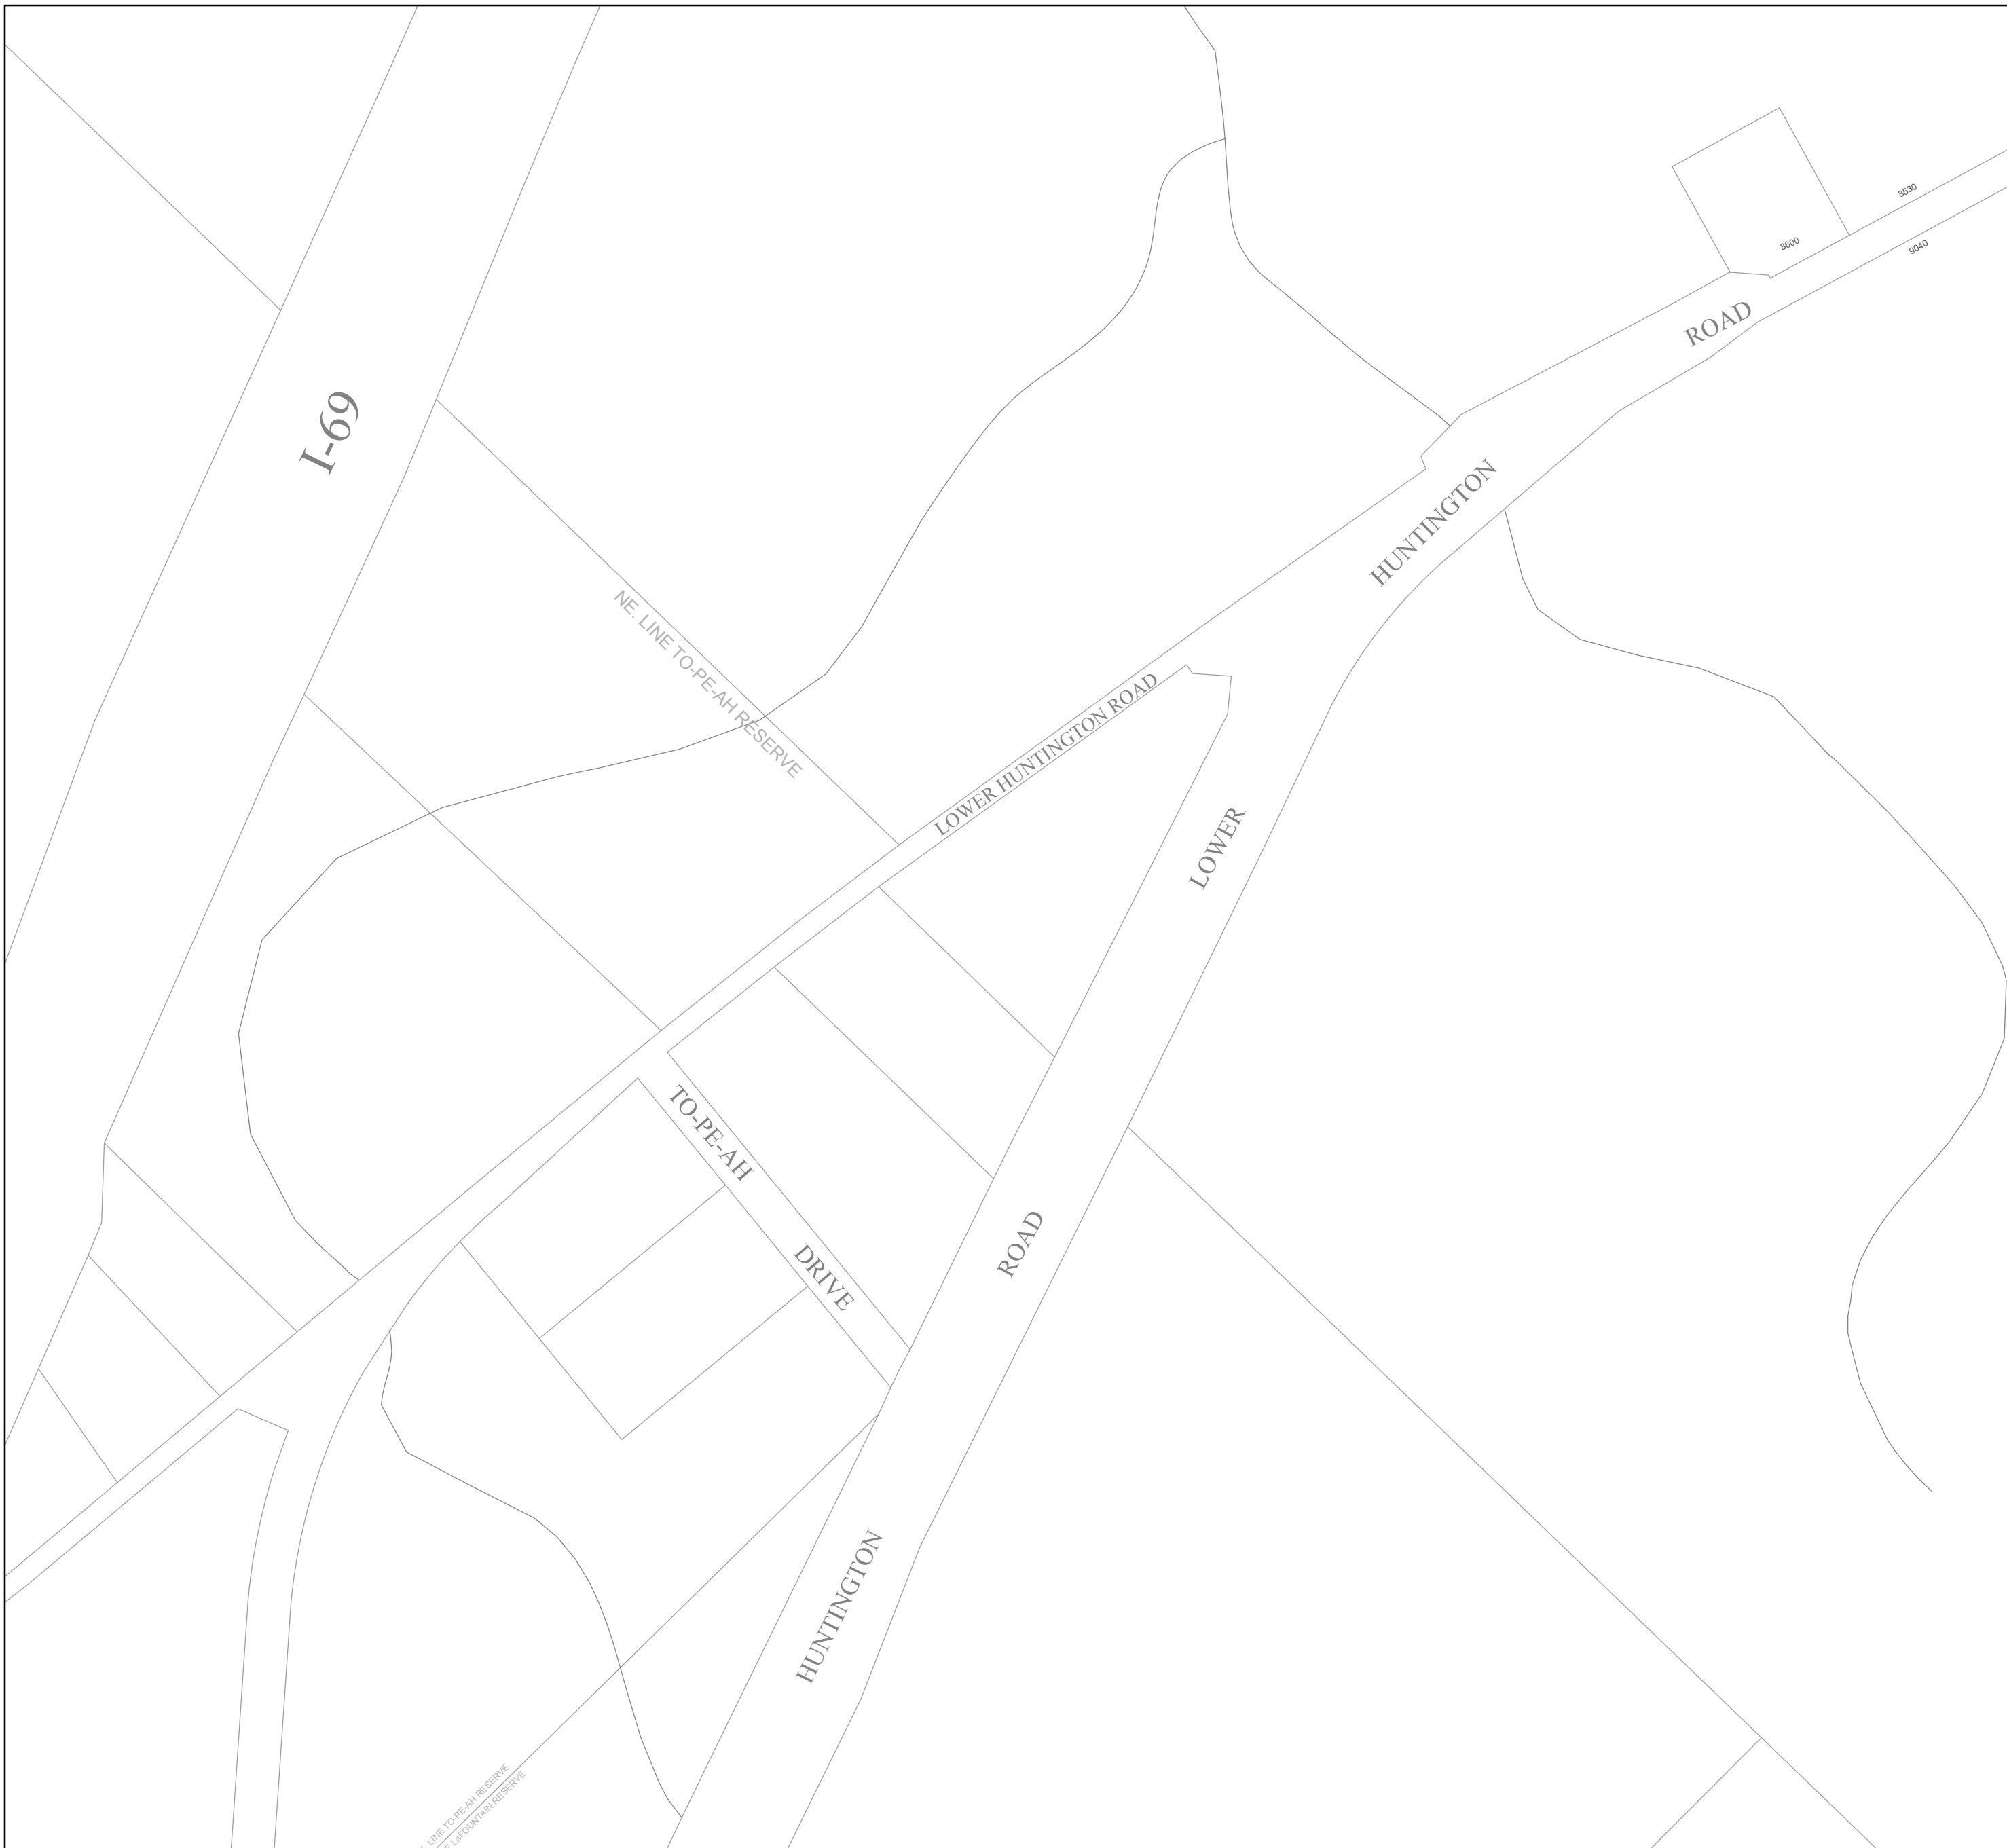 8530
8600
9040
ROAD
I-69
HUNTINGTON
NE. LINE TO-PE-AH RESERVE
LOWER HUNTINGTON ROAD
LOWER
TO-PE-AH
DRIVE
ROAD
HUNTINGTON
LINE TO-PE-AH RESERVE
LaFOUNTAIN RESERVE